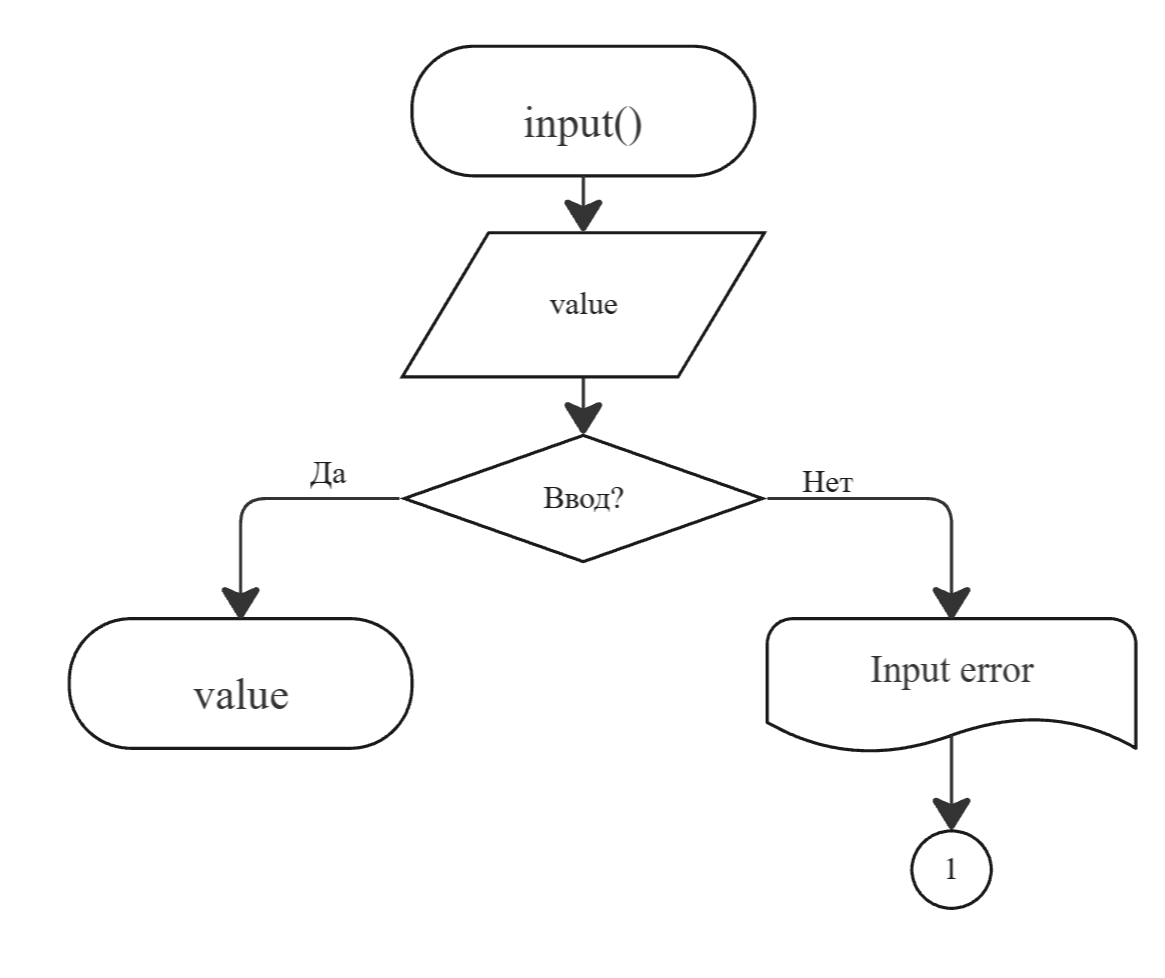 input()
value
Ввод?
Да
Нет
value
Input error
1